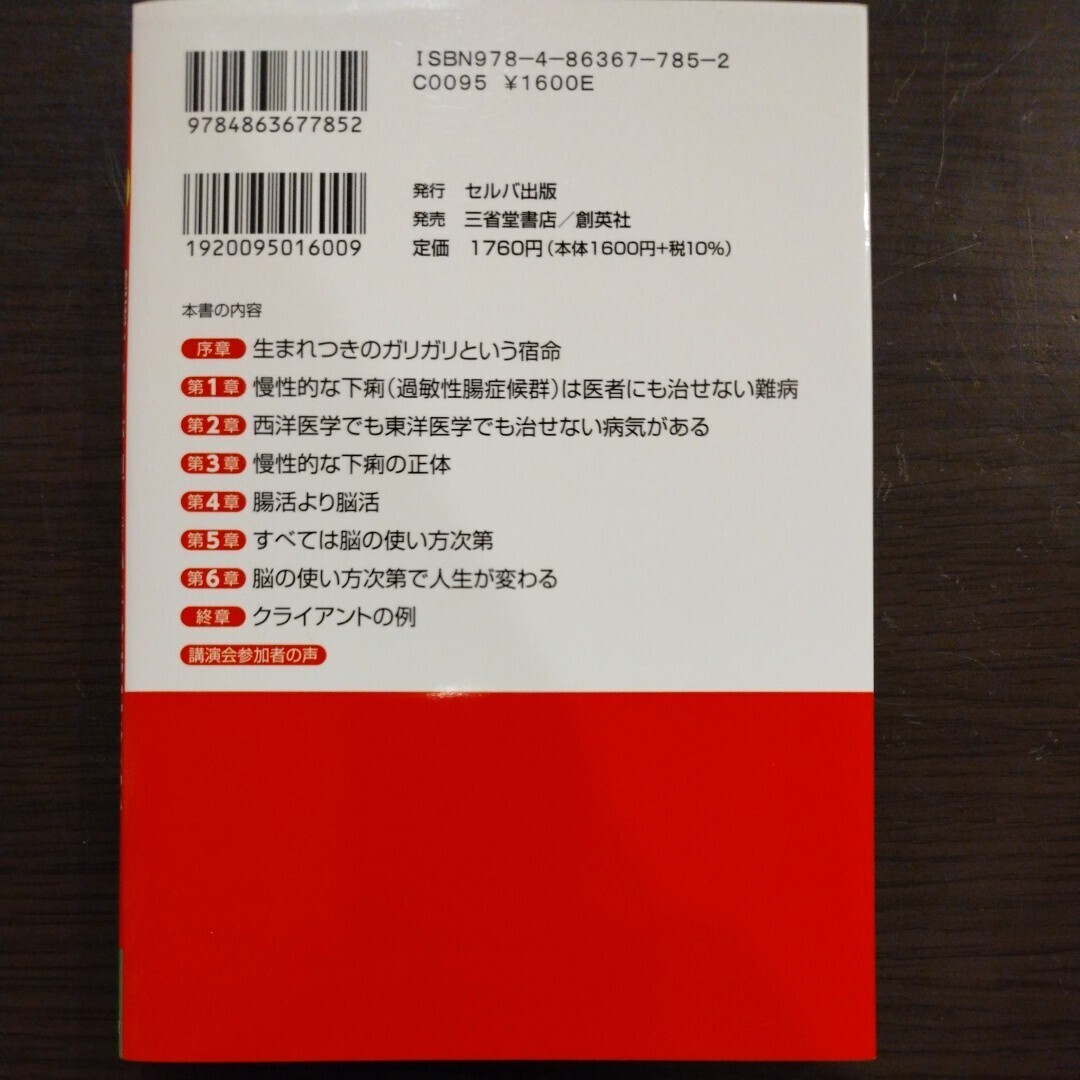 ISBN978-4-86367-785-2
C0095 ¥1600E
9784863677852
1920095016009
発行 セルバ出版
発売 三省堂書店/創英社
定価 1760円(本体1600円+税10%)
本書の内容
序章 生まれつきのガリガリという宿命
第1章 慢性的な下痢(過敏性腸症候群)は医者にも治せない難病
第2章 西洋医学でも東洋医学でも治せない病気がある
第3章 慢性的な下痢の正体
第4章 腸活より脳活
第5章 すべては脳の使い方次第
第6章 脳の使い方次第で人生が変わる
終章 クライアントの例
講演会参加者の声